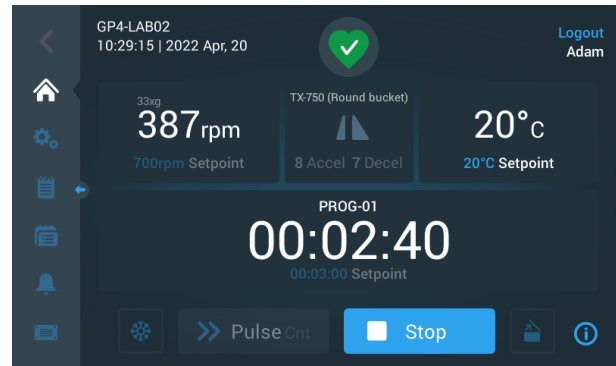 GP4-LAB02
10:29:15 | 2022 Apr, 20
Logout
Adam
33xg
387rpm
700rpm Setpoint
TX-750 (Round bucket)
8 Accel 7 Decel
20°C
20°C Setpoint
PROG-01
00:02:40
00:03:00 Setpoint
Pulse Cnt
Stop